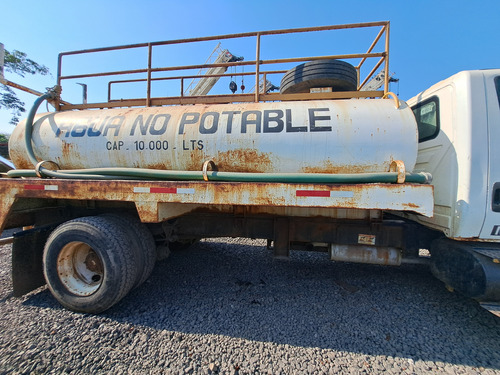 AGUA NO POTABLE
CAP. 10.000 LTS